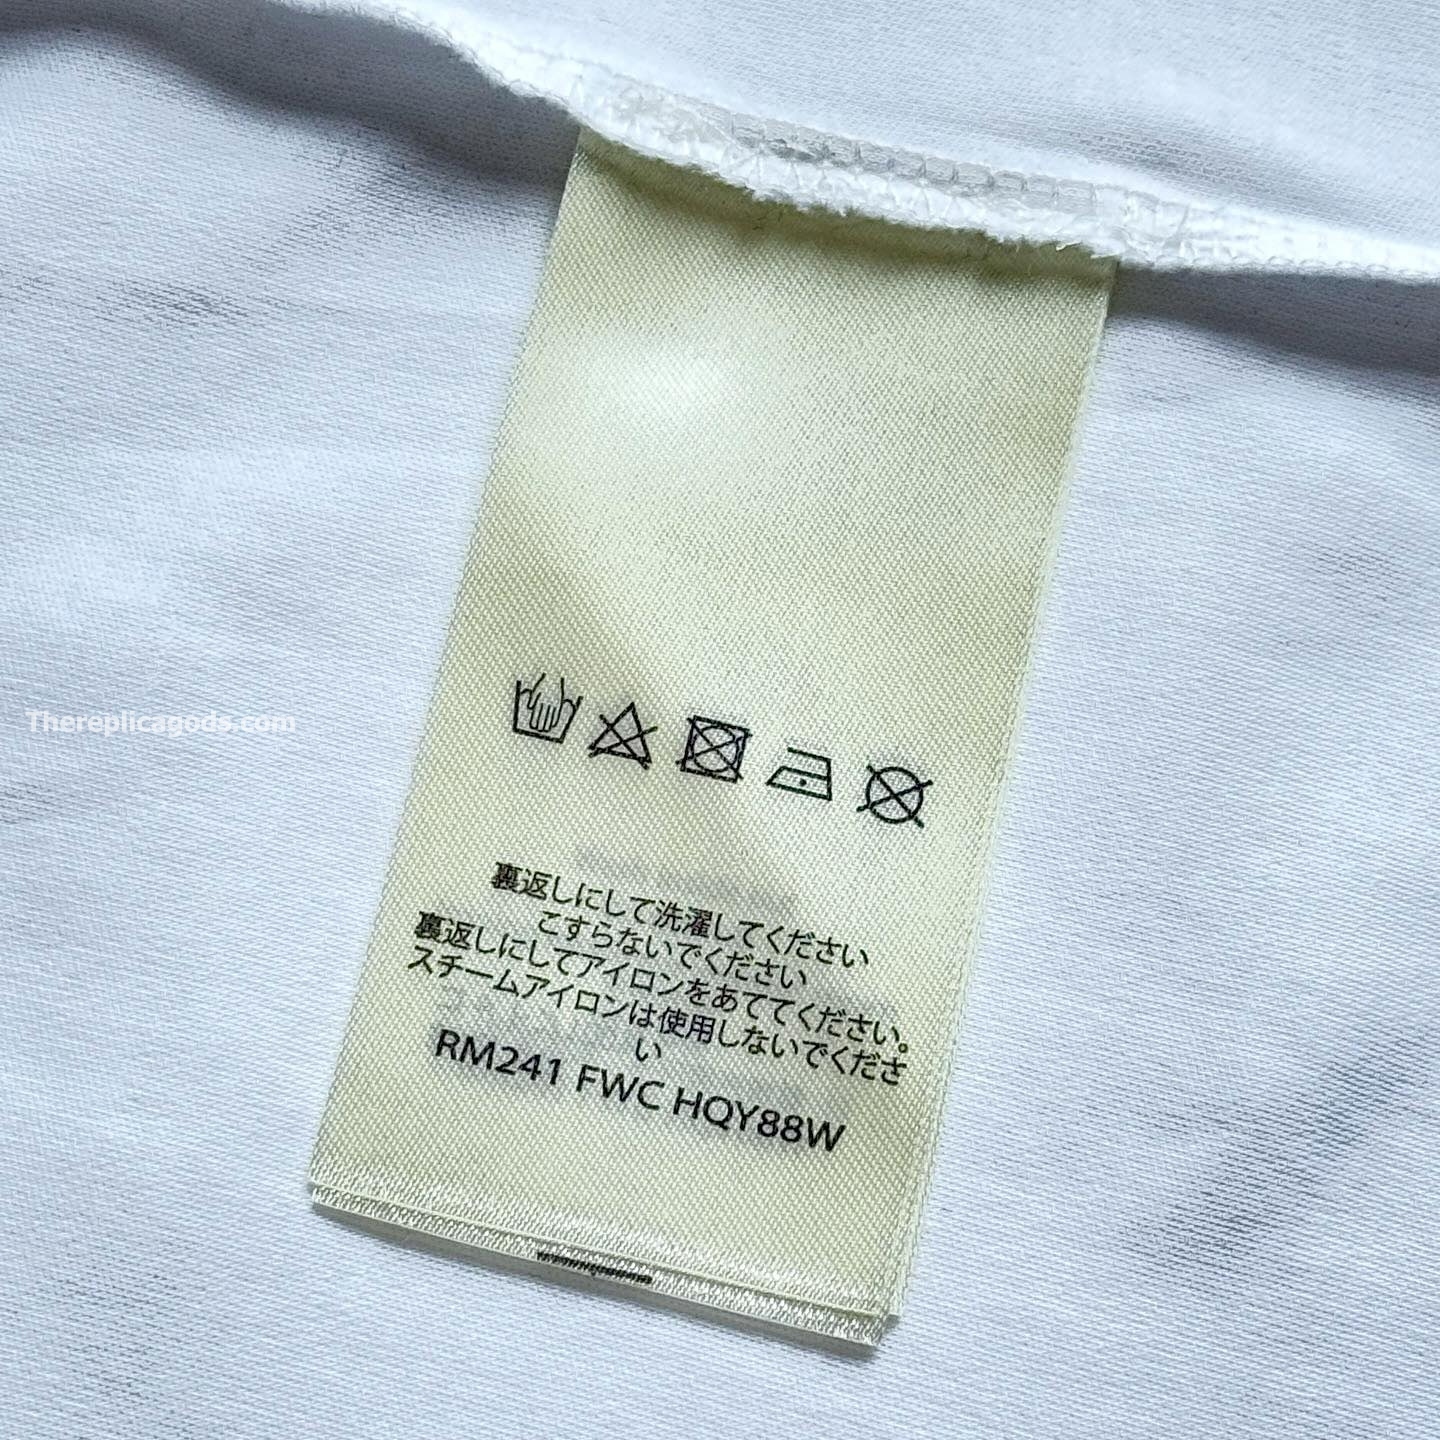 Thereplicagods.com
裏返しにして洗濯してください
こすらないでください
裏返しにしてアイロンをあててください。
スチームアイロンは使用しないでくださ
い
RM241 FWC HQY88W